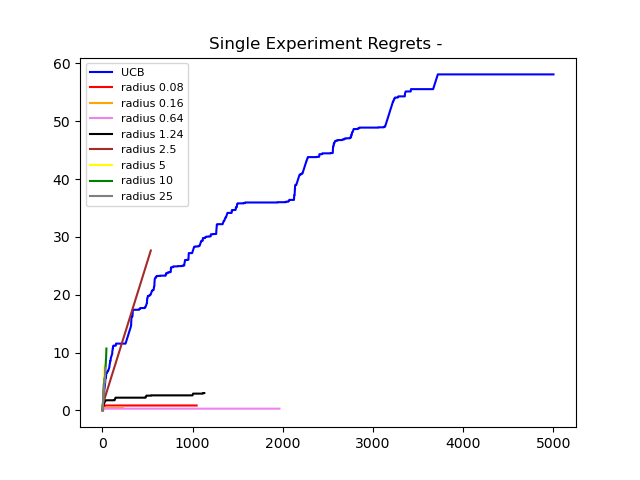 Single Experiment Regrets -
60
50
40
30
20
10
0
UCB
radius 0.08
radius 0.16
radius 0.64
radius 1.24
radius 2.5
radius 5
radius 10
radius 25
0 1000 2000 3000 4000 5000